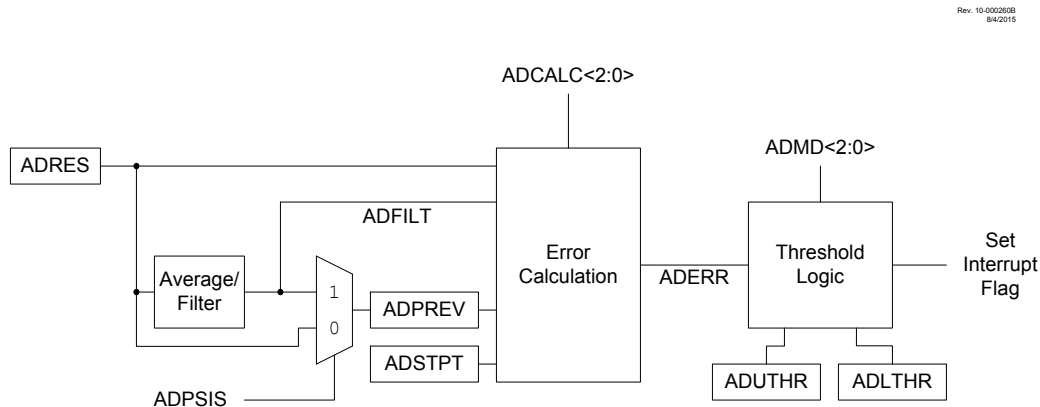 Rev. 10-000260B
8/4/2015
ADCALC<2:0>
ADRES
ADMD<2:0>
ADFILT
Error
Calculation
Threshold
Logic
Set
Interrupt
Flag
ADERR
Average/
Filter
1
0
ADPREV
ADSTPT
ADUTHR
ADLTHR
ADPSIS